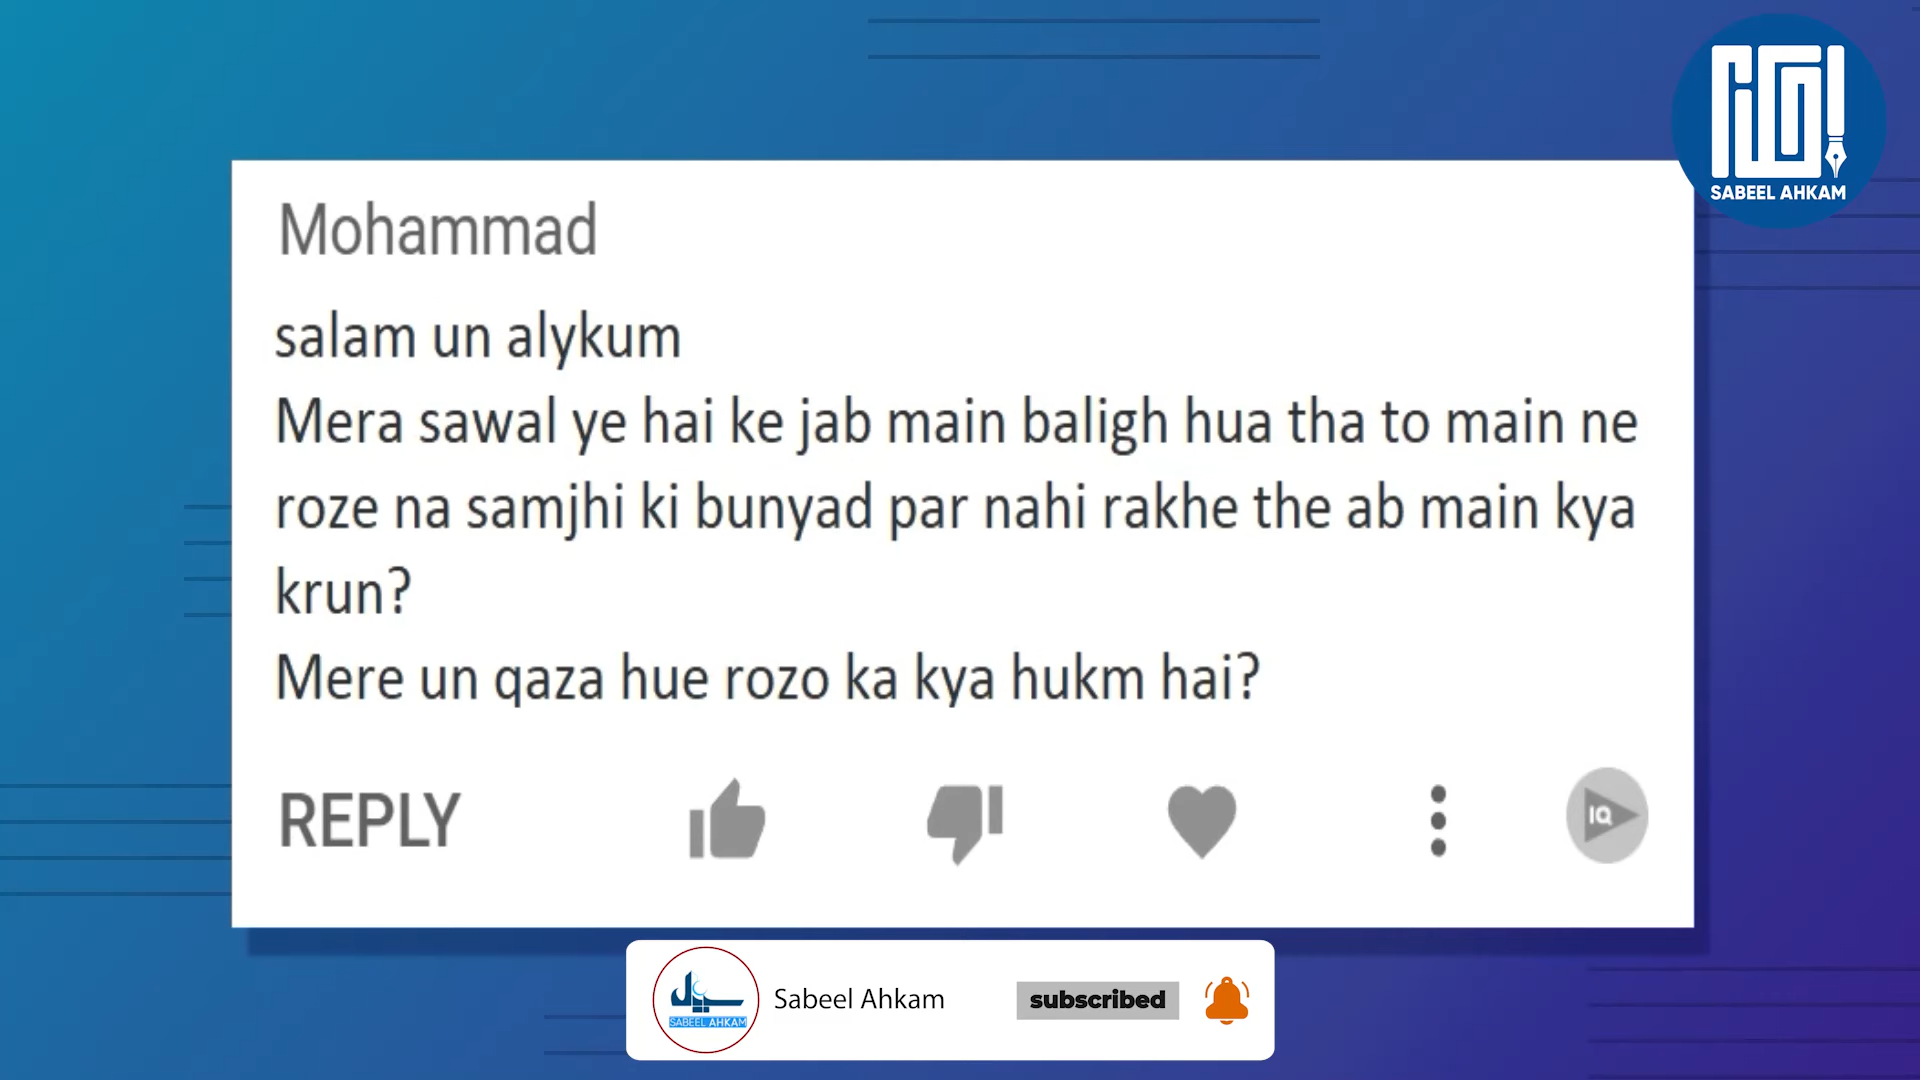 SABEEL AHKAM
Mohammad
salam un alykum
Mera sawal ye hai ke jab main baligh hua tha to main ne
roze na samjhi ki bunyad par nahi rakhe the ab main kya
krun?
Mere un qaza hue rozo ka kya hukm hai?
REPLY
IQ
SABEEL AHKAM
Sabeel Ahkam
subscribed